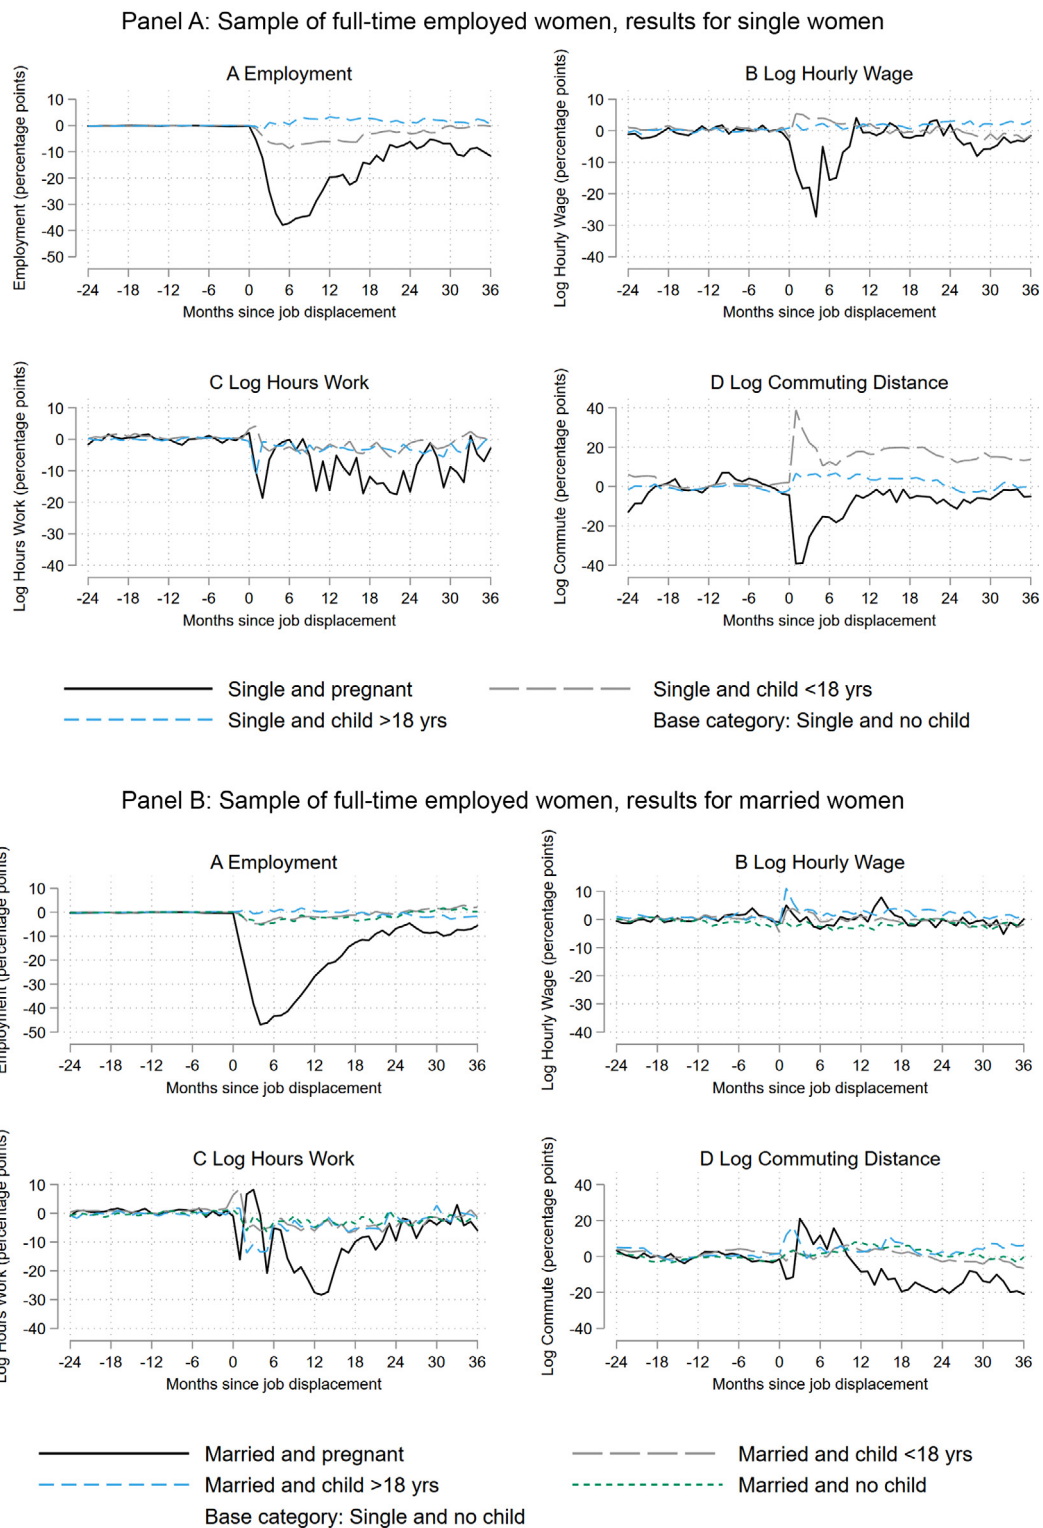 Panel A: Sample of full-time employed women, results for single women
A Employment
Employment (percentage points)
10
0
-10
-20
-30
-40
-50
-24 -18 -12 -6 0 6 12 18 24 30 36
Months since job displacement
B Log Hourly Wage
Log Hourly Wage (percentage points)
10
0
-10
-20
-30
-40
-24 -18 -12 -6 0 6 12 18 24 30 36
Months since job displacement
C Log Hours Work
Log Hours Work (percentage points)
10
0
-10
-20
-30
-40
-24 -18 -12 -6 0 6 12 18 24 30 36
Months since job displacement
D Log Commuting Distance
Log Commute (percentage points)
40
20
0
-20
-40
-24 -18 -12 -6 0 6 12 18 24 30 36
Months since job displacement
Single and pregnant
Single and child <18 yrs
Single and child >18 yrs
Base category: Single and no child
Panel B: Sample of full-time employed women, results for married women
A Employment
Employment (percentage points)
10
0
-10
-20
-30
-40
-50
-24 -18 -12 -6 0 6 12 18 24 30 36
Months since job displacement
B Log Hourly Wage
Log Hourly Wage (percentage points)
10
0
-10
-20
-30
-40
-24 -18 -12 -6 0 6 12 18 24 30 36
Months since job displacement
C Log Hours Work
Log Hours Work (percentage points)
10
0
-10
-20
-30
-40
-24 -18 -12 -6 0 6 12 18 24 30 36
Months since job displacement
D Log Commuting Distance
Log Commute (percentage points)
40
20
0
-20
-40
-24 -18 -12 -6 0 6 12 18 24 30 36
Months since job displacement
Married and pregnant
Married and child <18 yrs
Married and child >18 yrs
Married and no child
Base category: Single and no child